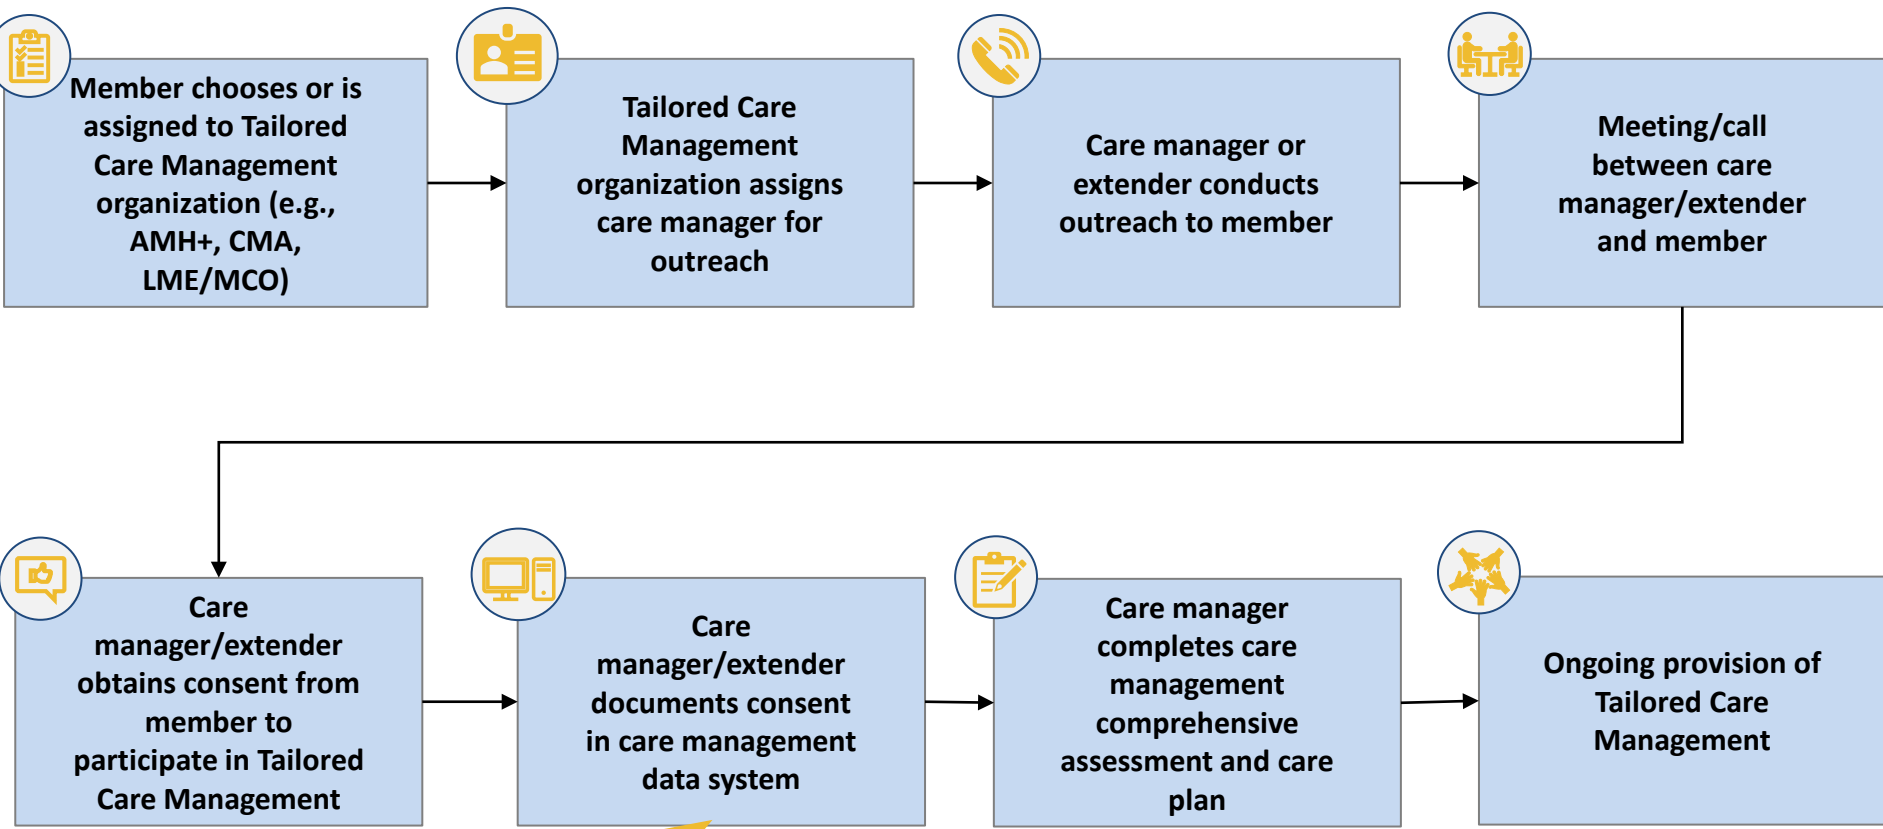 Member chooses or is
assigned to Tailored
Care Management
organization (e.g.,
AMH+, CMA,
LME/MCO)
Tailored Care
Management
organization assigns
care manager for
outreach
Care manager or
extender conducts
outreach to member
Meeting/call
between care
manager/extender
and member
Care
manager/extender
obtains consent from
member to
participate in Tailored
Care Management
Care
manager/extender
documents consent
in care management
data system
Care manager
completes care
management
comprehensive
assessment and care
plan
Ongoing provision of
Tailored Care
Management